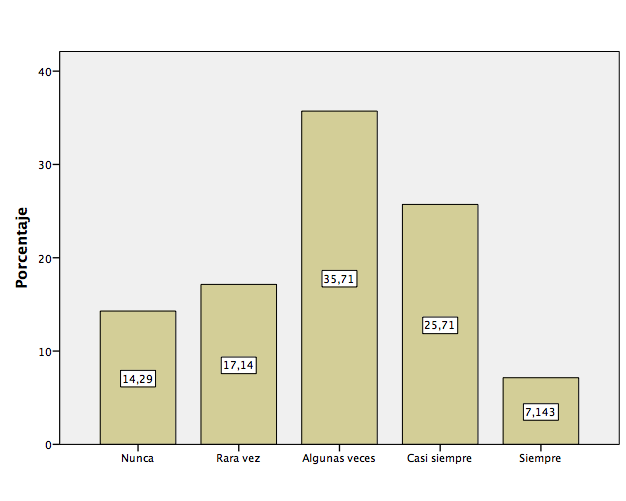 Porcentaje
40
30
20
10
0
14,29
17,14
35,71
25,71
7,143
Nunca
Rara vez
Algunas veces
Casi siempre
Siempre